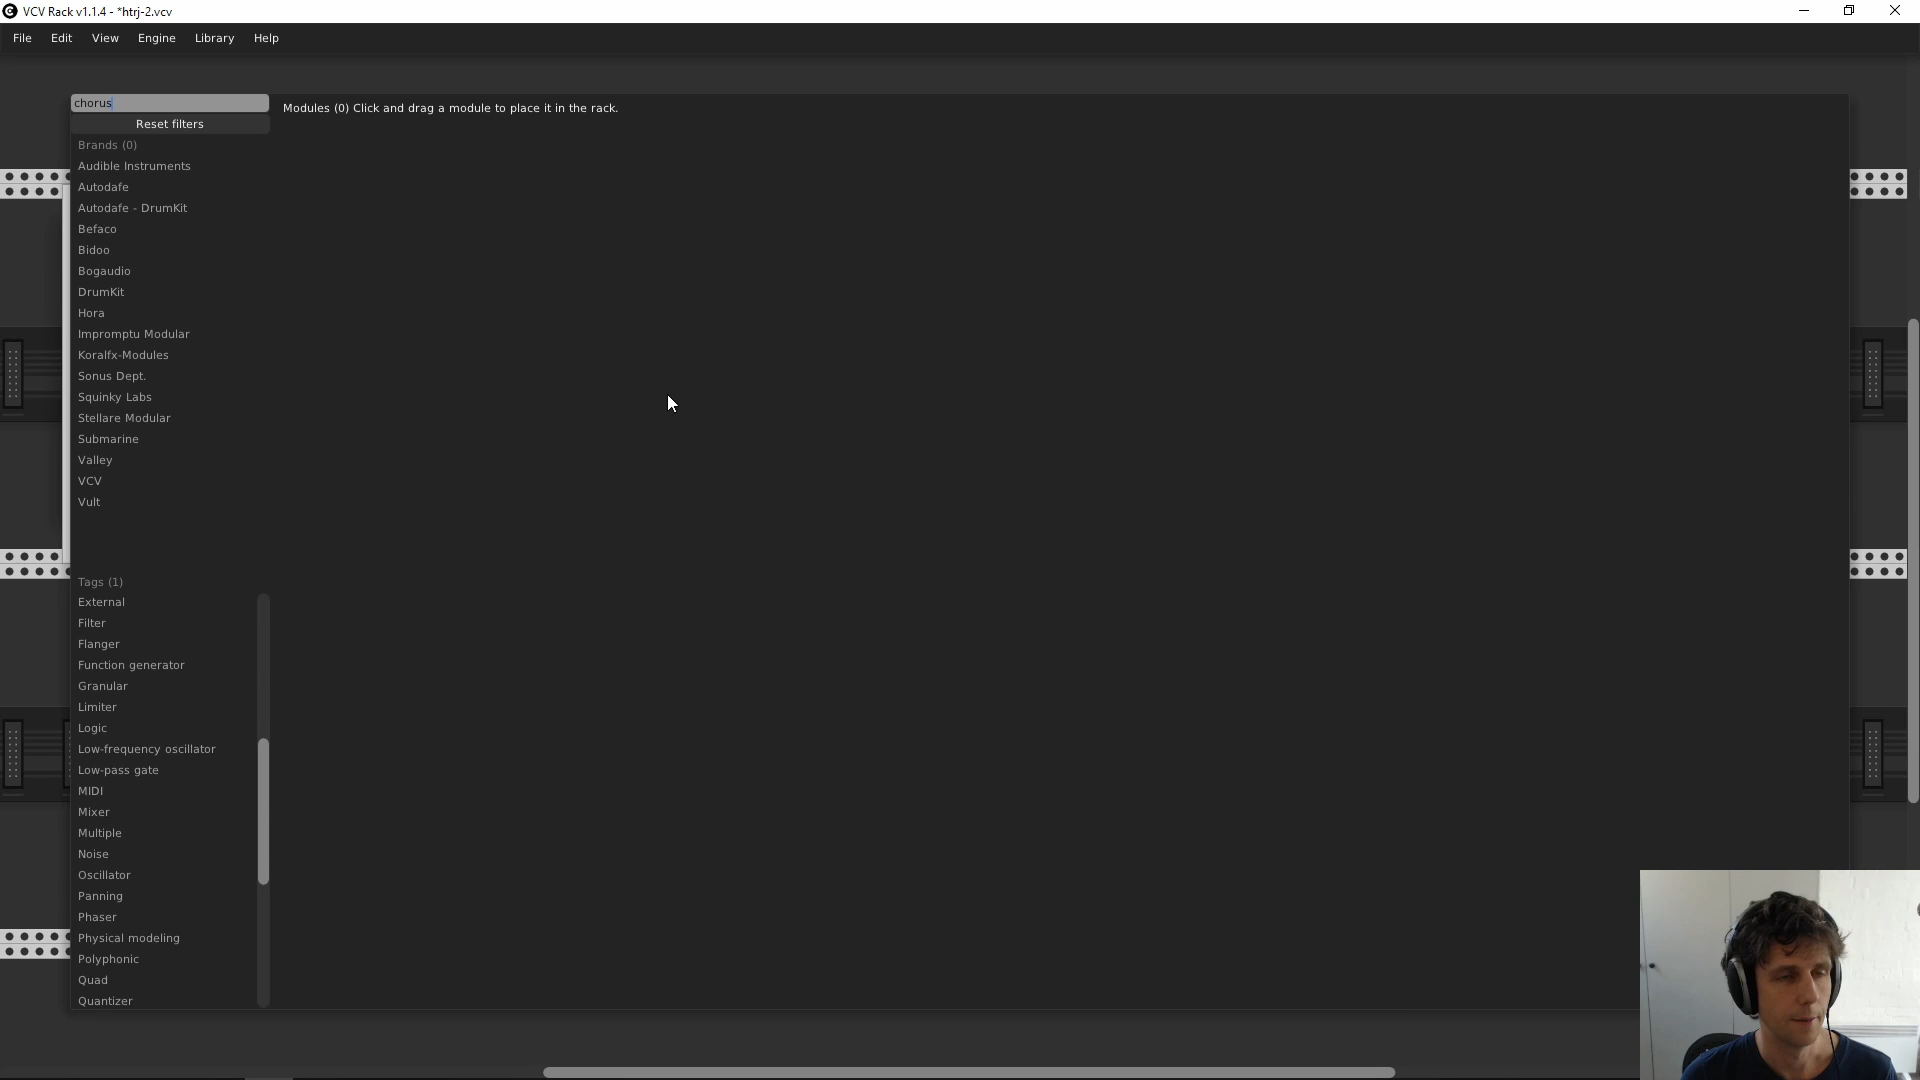 VCV Rack v1.1.4 - *htrj-2.vcv
File Edit View Engine Library Help
chorus
Modules (0) Click and drag a module to place it in the rack.
Reset filters
Brands (0)
Audible Instruments
Autodafe
Autodafe - DrumKit
Befaco
Bidoo
Bogaudio
DrumKit
Hora
Impromptu Modular
Koralfx-Modules
Sonus Dept.
Squinky Labs
Stellare Modular
Submarine
Valley
VCV
Vult
Tags (1)
External
Filter
Flanger
Function generator
Granular
Limiter
Logic
Low-frequency oscillator
Low-pass gate
MIDI
Mixer
Multiple
Noise
Oscillator
Panning
Phaser
Physical modeling
Polyphonic
Quad
Quantizer